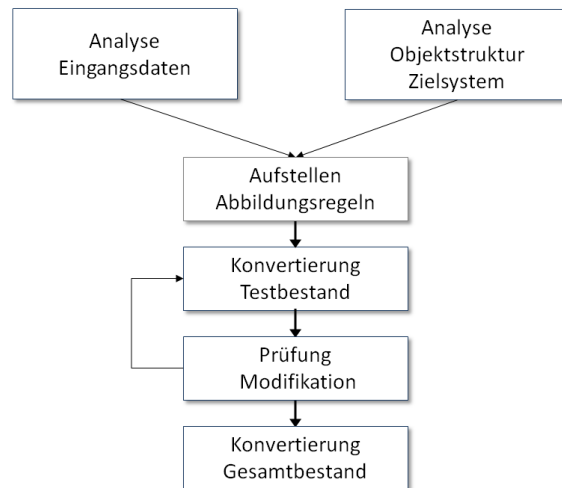 Analyse
Eingangsdaten
Analyse
Objektstruktur
Zielsystem
Aufstellen
Abbildungsregeln
Konvertierung
Testbestand
Prüfung
Modifikation
Konvertierung
Gesamtbestand